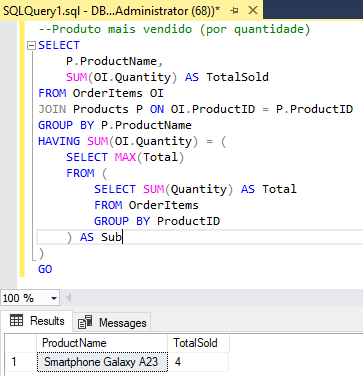 SQLQuery1.sql - DB...Administrator (68))*
--Produto mais vendido (por quantidade)
SELECT
P.ProductName,
SUM(OI.Quantity) AS TotalSold
FROM OrderItems OI
JOIN Products P ON OI.ProductID = P.ProductID
GROUP BY P.ProductName
HAVING SUM(OI.Quantity) = (
SELECT MAX(Total)
FROM (
SELECT SUM(Quantity) AS Total
FROM OrderItems
GROUP BY ProductID
) AS Sub
)
GO
100 %
Results Messages
ProductName TotalSold
1 Smartphone Galaxy A23 4